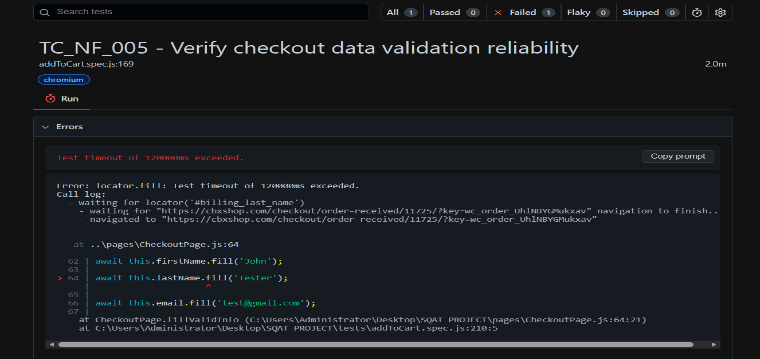 Search tests
All 1 Passed 0 Failed 1 Flaky 0 Skipped 0
TC_NF_005 - Verify checkout data validation reliability
addToCart.spec.js:169 2.0m
chromium
Run
Errors
Test timeout of 120000ms exceeded.
Copy prompt
Error: locator.fill: Test timeout of 120000ms exceeded.
Call log:
- waiting for locator('#billing_last_name')
- waiting for "https://cbxshop.com/checkout/order-received/11725/?key=wc_order_UhlNBYGMukxav" navigation to finish..
- navigated to "https://cbxshop.com/checkout/order-received/11725/?key=wc_order_UhlNBYGMukxav"
at ..\pages\CheckoutPage.js:64
62 | await this.firstName.fill('John');
63 |
> 64 | await this.lastName.fill('Tester');
| ^
65 |
66 | await this.email.fill('test@gmail.com');
67 |
at CheckoutPage.fillValidInfo (C:\Users\Administrator\Desktop\SQAT PROJECT\pages\CheckoutPage.js:64:21)
at C:\Users\Administrator\Desktop\SQAT PROJECT\tests\addToCart.spec.js:210:5